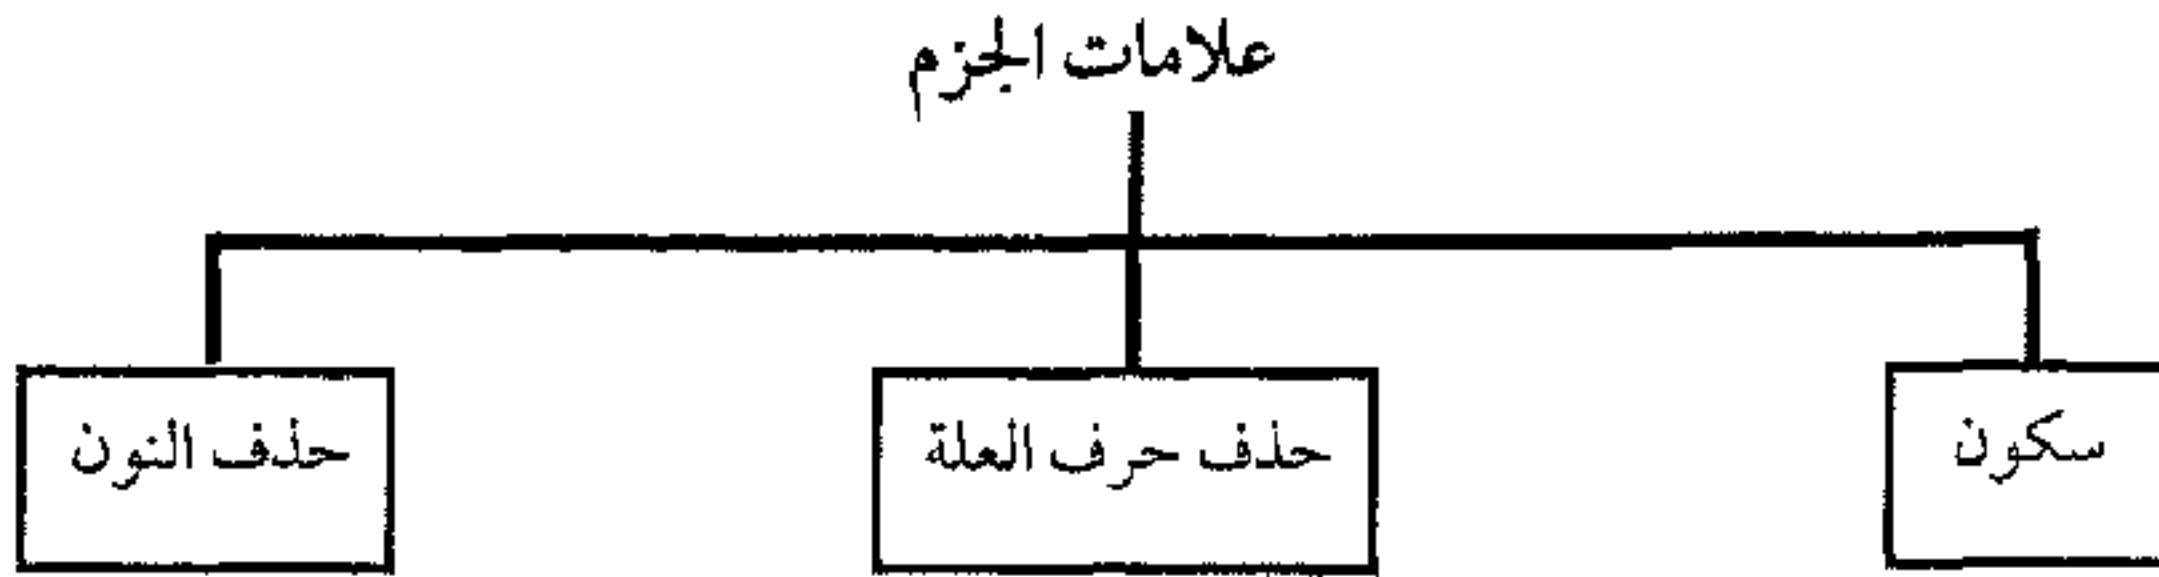 علامات الجزم
سكون
حذف حرف العلة
حذف النون